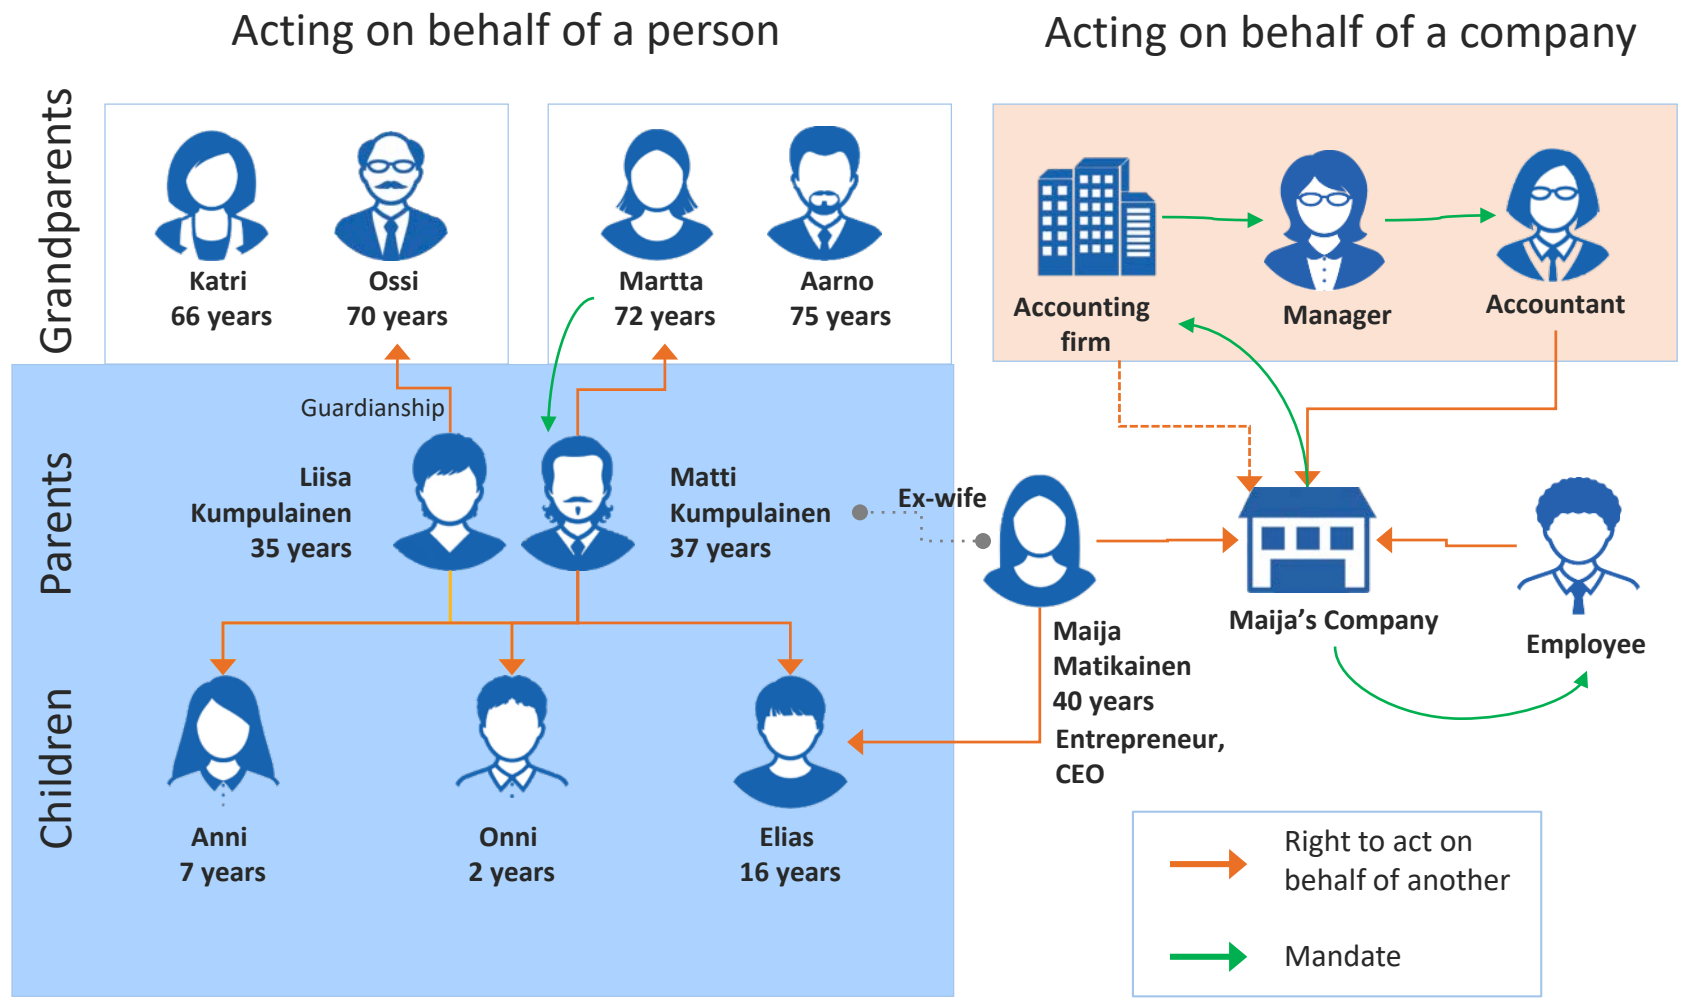 Acting on behalf of a person
Acting on behalf of a company
Grandparents
Katri
66 years
Ossi
70 years
Martta
72 years
Aarno
75 years
Accounting
firm
Manager
Accountant
Guardianship
Parents
Liisa
Kumpulainen
35 years
Matti
Kumpulainen
37 years
Ex-wife
Maija
Matikainen
40 years
Entrepreneur,
CEO
Maija’s Company
Employee
Children
Anni
7 years
Onni
2 years
Elias
16 years
Right to act on
behalf of another
Mandate